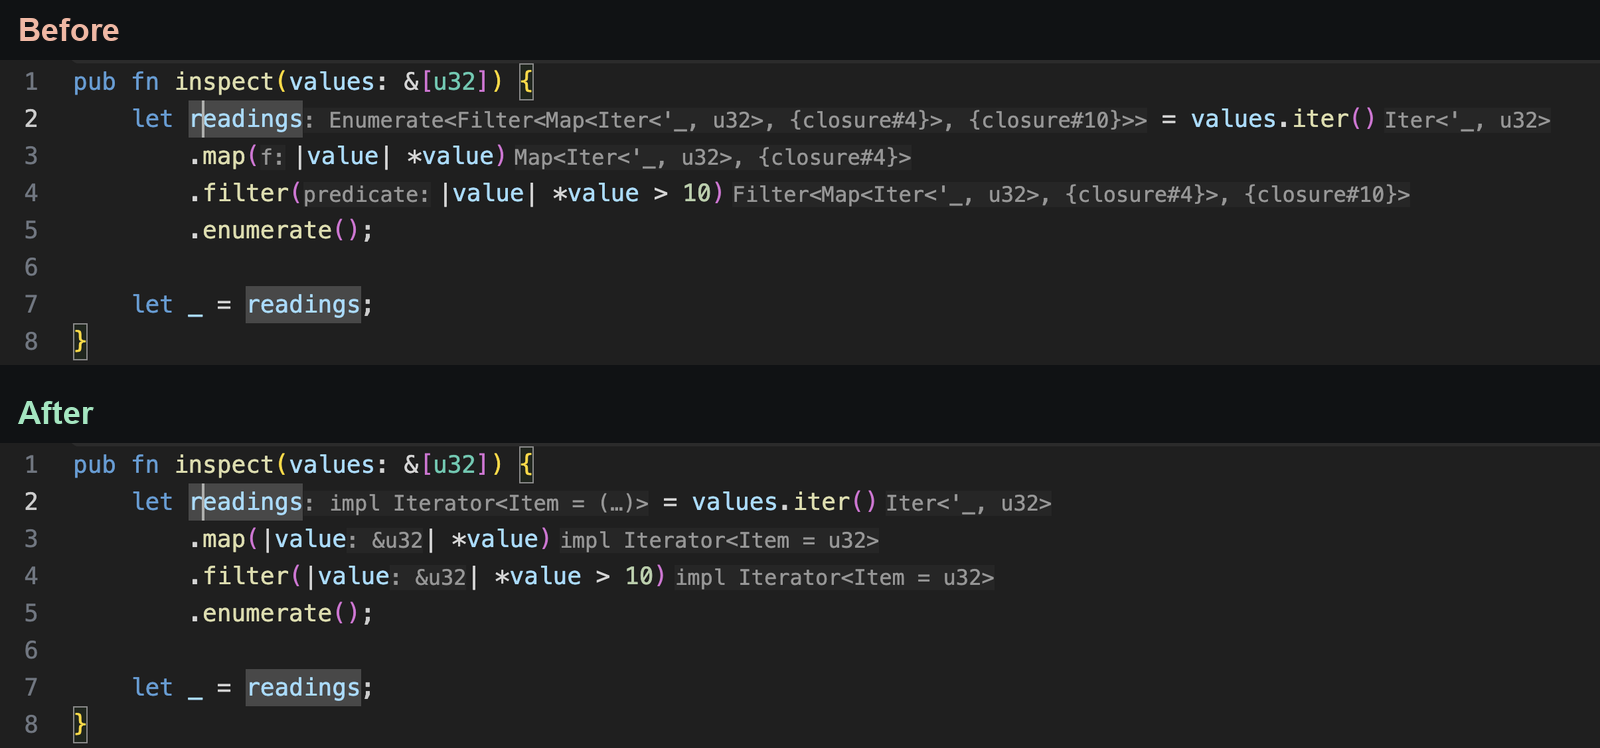 Before
1 pub fn inspect(values: &[u32]) {
2 let readings: Enumerate<Filter<Map<Iter<'_, u32>, {closure#4}>, {closure#10}>> = values.iter() Iter<'_, u32>
3 .map(f: |value| *value) Map<Iter<'_, u32>, {closure#4}>
4 .filter(predicate: |value| *value > 10) Filter<Map<Iter<'_, u32>, {closure#4}>, {closure#10}>
5 .enumerate();
6
7 let _ = readings;
8 }
After
1 pub fn inspect(values: &[u32]) {
2 let readings: impl Iterator<Item = (…)> = values.iter() Iter<'_, u32>
3 .map(|value: &u32| *value) impl Iterator<Item = u32>
4 .filter(|value: &u32| *value > 10) impl Iterator<Item = u32>
5 .enumerate();
6
7 let _ = readings;
8 }